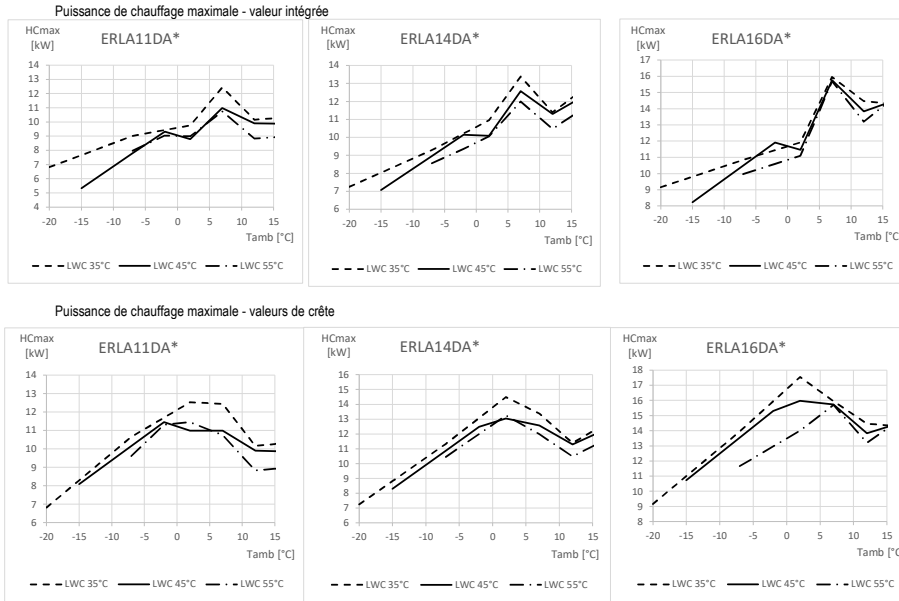 Puissance de chauffage maximale - valeur intégrée
HCmax
[kW]
ERLA11DA*
14
13
12
11
10
9
8
7
6
5
4
-20 -15 -10 -5 0 5 10 15
Tamb [°C]
LWC 35°C LWC 45°C LWC 55°C
HCmax
[kW]
ERLA14DA*
14
13
12
11
10
9
8
7
6
-20 -15 -10 -5 0 5 10 15
Tamb [°C]
LWC 35°C LWC 45°C LWC 55°C
HCmax
[kW]
ERLA16DA*
17
16
15
14
13
12
11
10
9
8
-20 -15 -10 -5 0 5 10 15
Tamb [°C]
LWC 35°C LWC 45°C LWC 55°C
Puissance de chauffage maximale - valeurs de crête
HCmax
[kW]
ERLA11DA*
14
13
12
11
10
9
8
7
6
-20 -15 -10 -5 0 5 10 15
Tamb [°C]
LWC 35°C LWC 45°C LWC 55°C
HCmax
[kW]
ERLA14DA*
16
15
14
13
12
11
10
9
8
7
6
-20 -15 -10 -5 0 5 10 15
Tamb [°C]
LWC 35°C LWC 45°C LWC 55°C
HCmax
[kW]
ERLA16DA*
18
17
16
15
14
13
12
11
10
9
8
-20 -15 -10 -5 0 5 10 15
Tamb [°C]
LWC 35°C LWC 45°C LWC 55°C